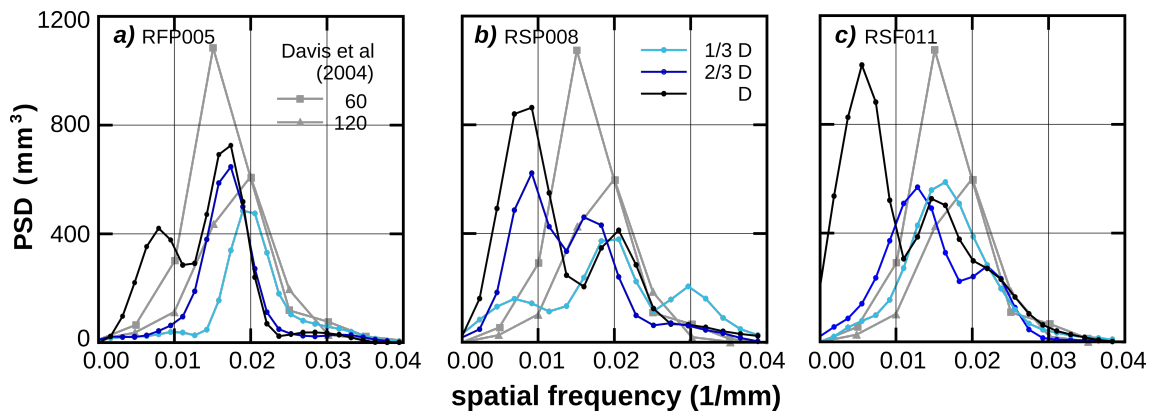 1200
800
400
0
PSD (mm³)
a) RFP005
Davis et al
(2004)
60
120
b) RSP008
1/3 D
2/3 D
D
c) RSF011
0.00 0.01 0.02 0.03 0.04
0.00 0.01 0.02 0.03 0.04
0.00 0.01 0.02 0.03 0.04
spatial frequency (1/mm)